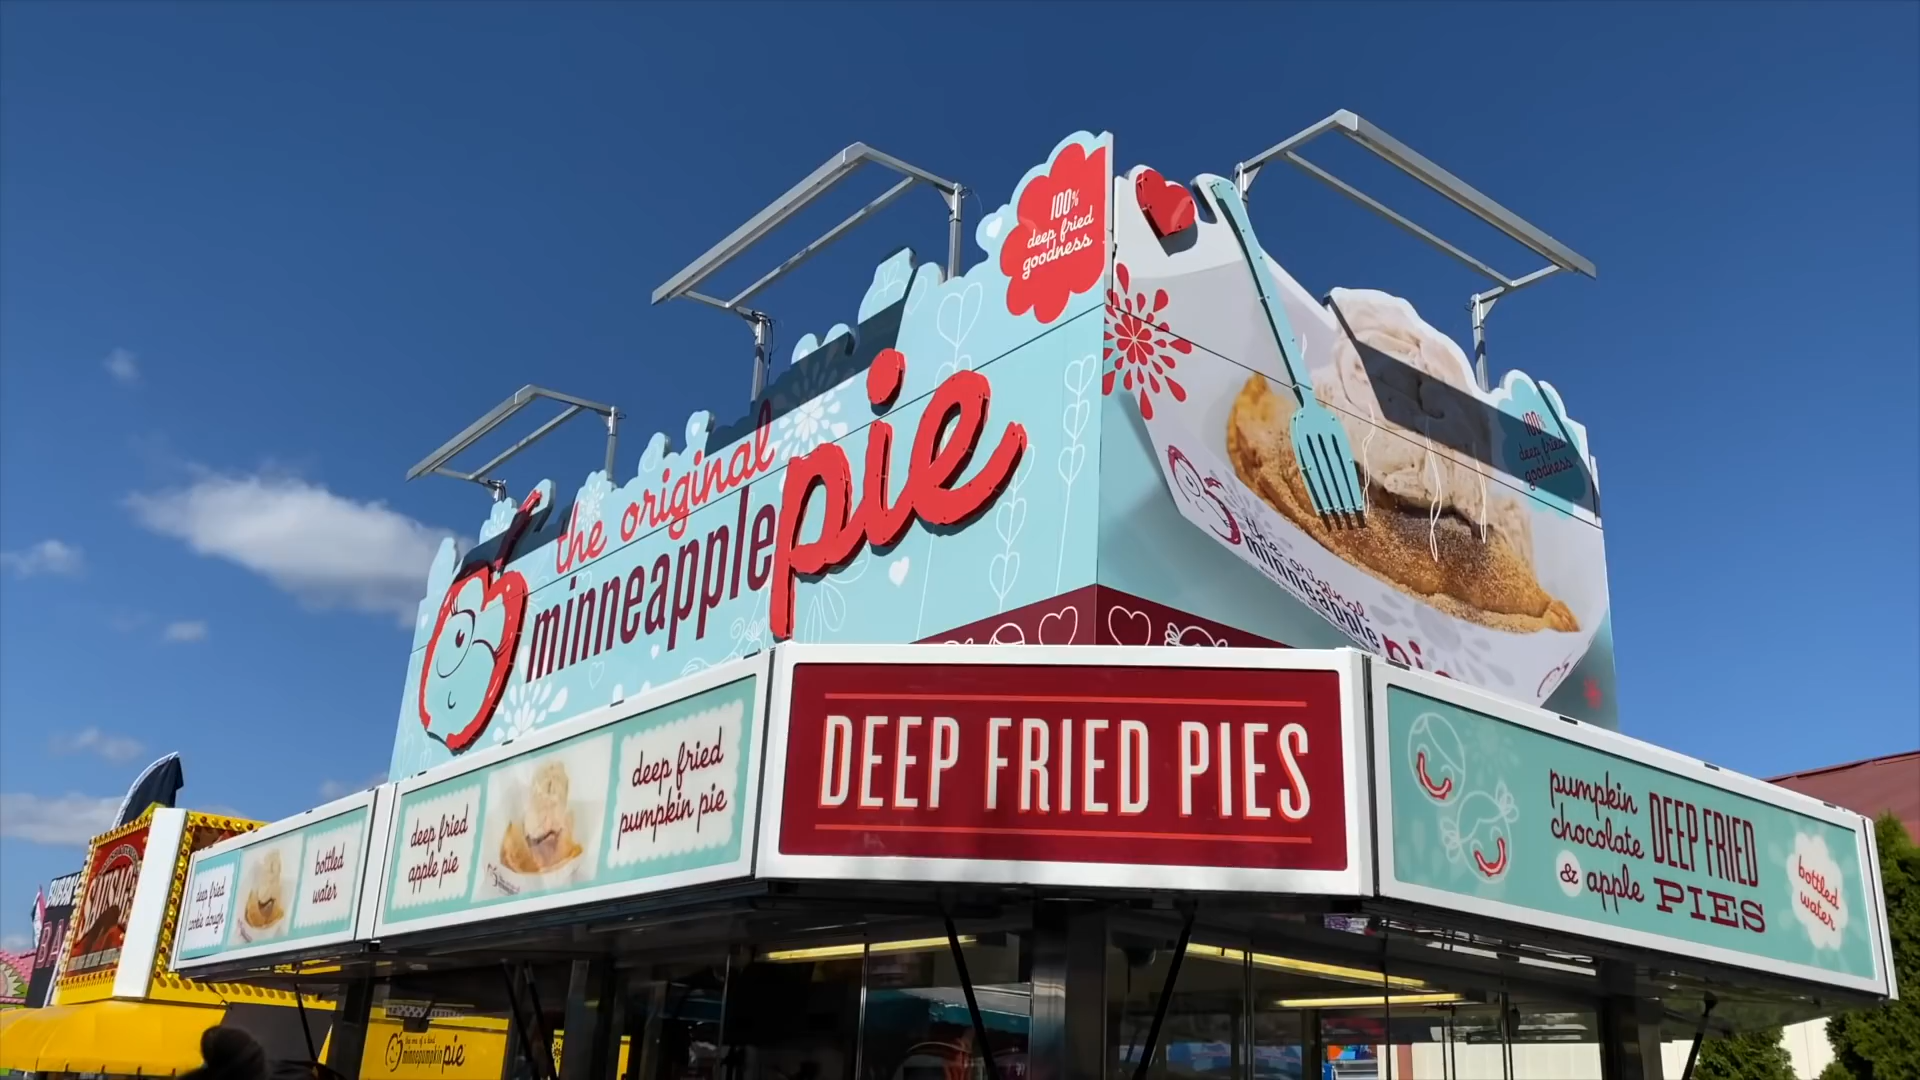 100%
deep fried
goodness
the original
minneapple
pie
100%
deep fried
goodness
the original
minneapple
DEEP FRIED PIES
deep fried
apple pie
deep fried
pumpkin pie
deep fried
cookie dough
bottled
water
pumpkin
chocolate
& apple
DEEP FRIED
PIES
bottled
water
SAUSAGE
minnepumpkin pie